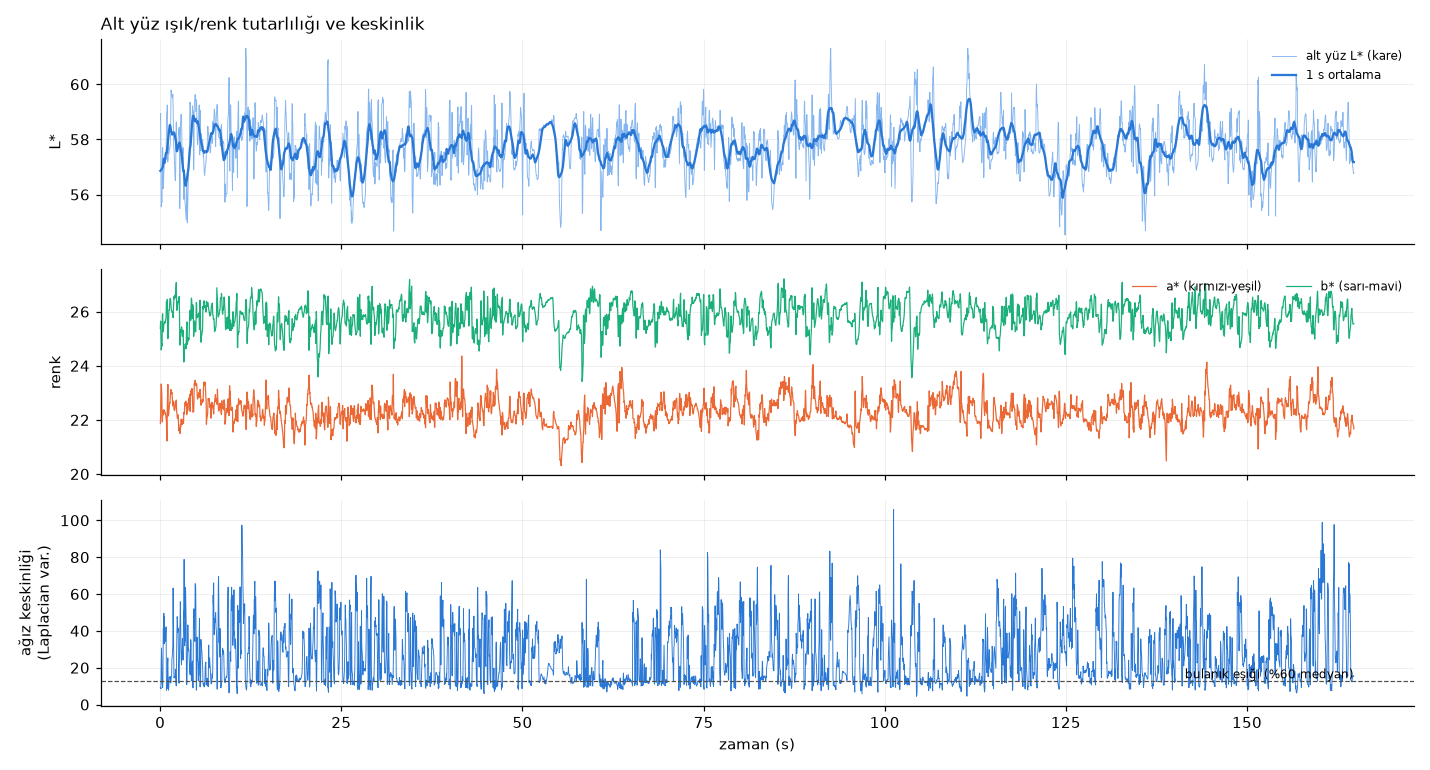 Alt yüz ışık/renk tutarlılığı ve keskinlik
L*
60
58
56
alt yüz L* (kare)
1 s ortalama
renk
26
24
22
20
a* (kırmızı-yeşil)
b* (sarı-mavi)
ağız keskinliği
(Laplacian var.)
100
80
60
40
20
0
bulanık eşiği (%60 medyan)
0
25
50
75
100
125
150
zaman (s)